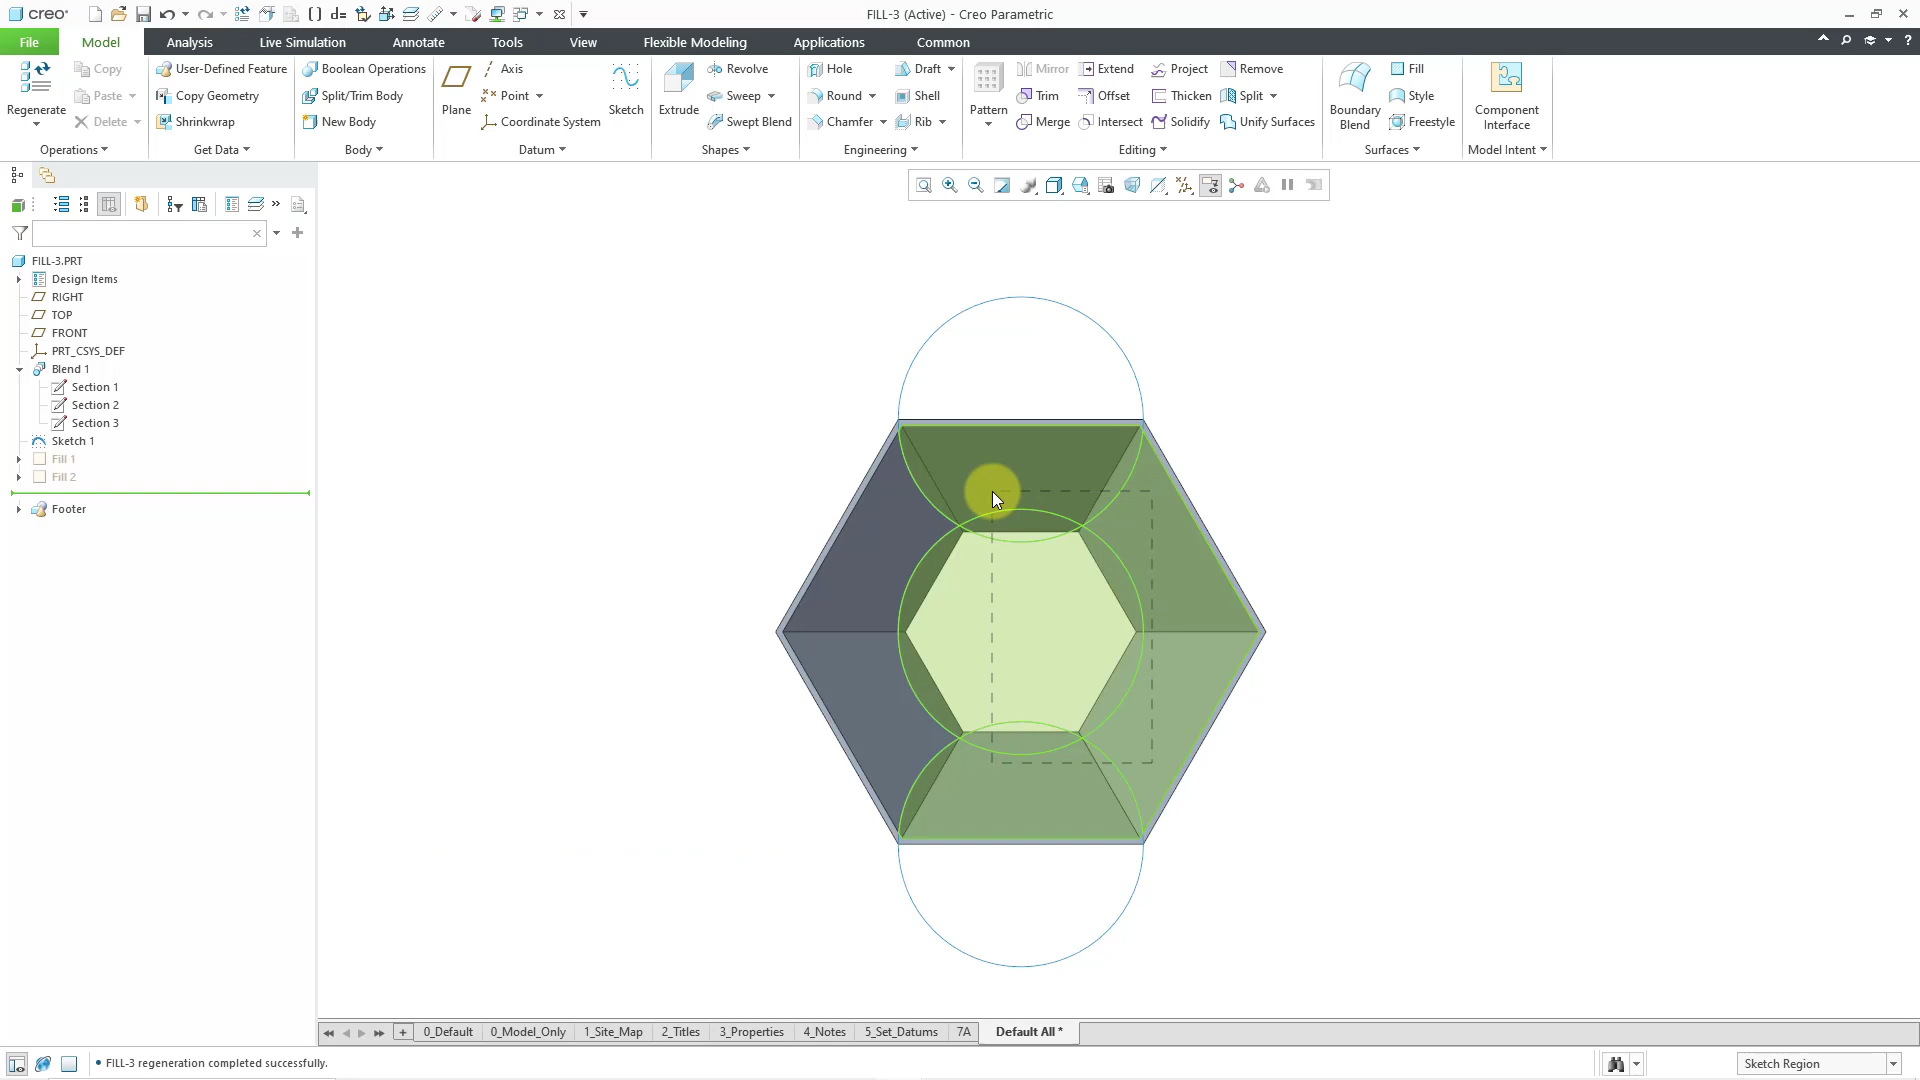 creo
FILL-3 (Active) - Creo Parametric
File
Model
Analysis
Live Simulation
Annotate
Tools
View
Flexible Modeling
Applications
Common
Regenerate
Copy
Paste
Delete
Operations
User-Defined Feature
Copy Geometry
Shrinkwrap
Get Data
Boolean Operations
Split/Trim Body
New Body
Body
Plane
Axis
Point
Coordinate System
Sketch
Datum
Extrude
Revolve
Sweep
Swept Blend
Shapes
Hole
Round
Chamfer
Draft
Shell
Rib
Engineering
Pattern
Mirror
Trim
Merge
Extend
Offset
Intersect
Project
Thicken
Solidify
Remove
Split
Unify Surfaces
Editing
Boundary
Blend
Fill
Style
Freestyle
Surfaces
Component
Interface
Model Intent
FILL-3.PRT
Design Items
RIGHT
TOP
FRONT
PRT_CSYS_DEF
Blend 1
Section 1
Section 2
Section 3
Sketch 1
Fill 1
Fill 2
Footer
0_Default
0_Model_Only
1_Site_Map
2_Titles
3_Properties
4_Notes
5_Set_Datums
7A
Default All *
• FILL-3 regeneration completed successfully.
Sketch Region